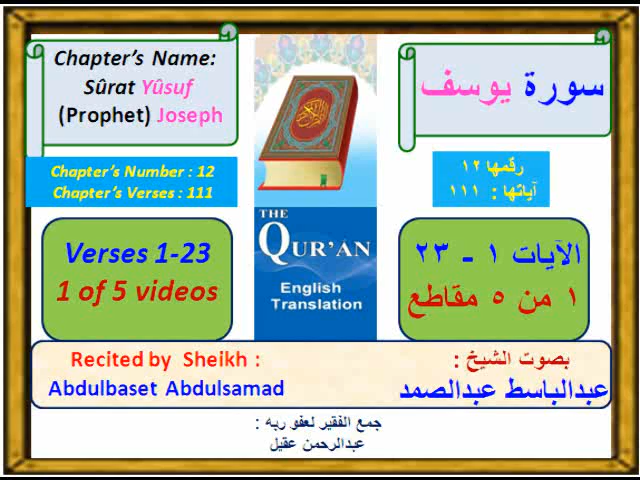 Chapter's Name:
Sûrat Yûsuf
(Prophet) Joseph
سورة يوسف
Chapter's Number : 12
Chapter's Verses : 111
رقمها ١٢
آياتها : ١١١
THE
QUR'ÁN
English
Translation
Verses 1-23
1 of 5 videos
الآيات ١ - ٢٣
١ من ٥ مقاطع
Recited by Sheikh :
Abdulbaset Abdulsamad
بصوت الشيخ :
عبدالباسط عبدالصمد
جمع الفقير لعفو ربه :
عبدالرحمن عقيل